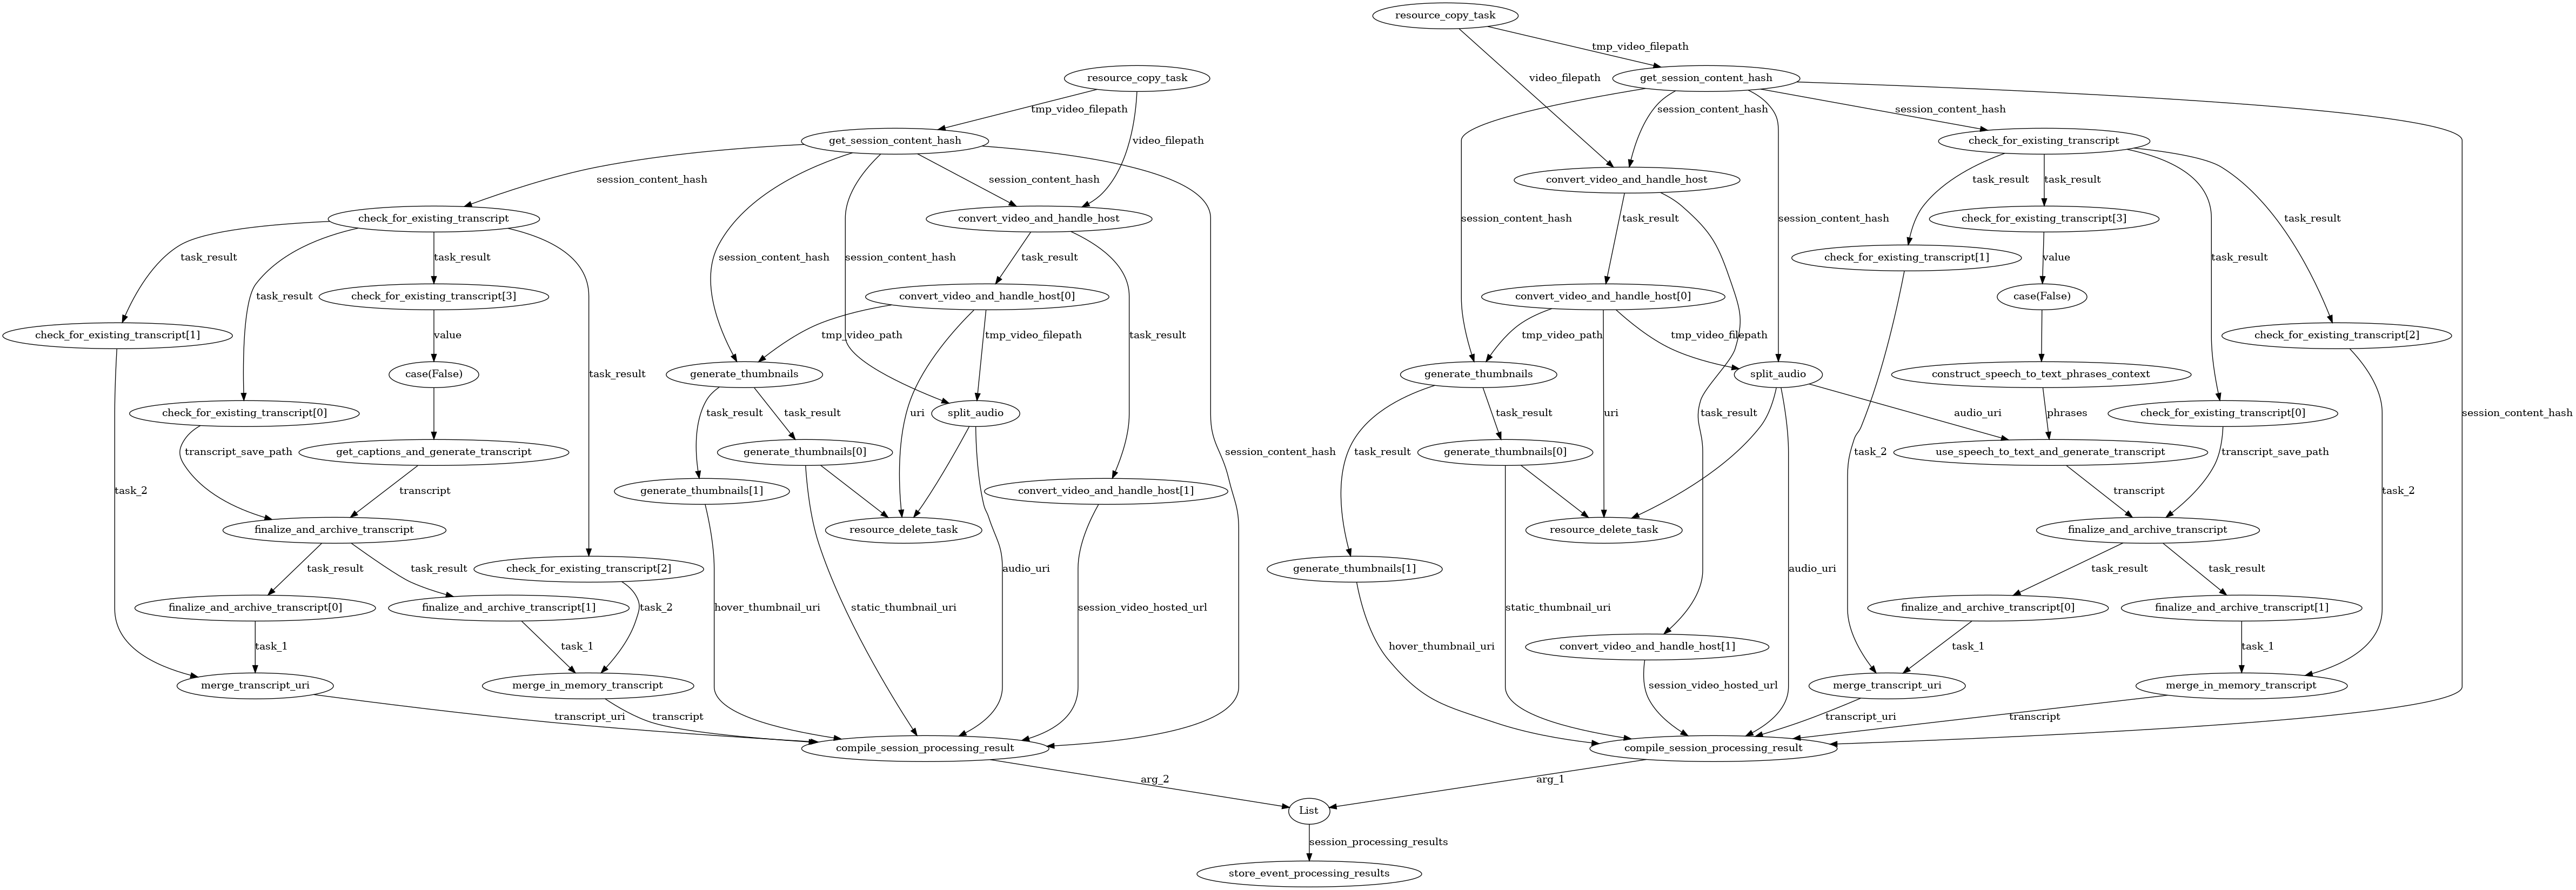 resource_copy_task
tmp_video_filepath
resource_copy_task
get_session_content_hash
video_filepath
tmp_video_filepath
session_content_hash
session_content_hash
get_session_content_hash
video_filepath
check_for_existing_transcript
session_content_hash
session_content_hash
convert_video_and_handle_host
task_result
task_result
check_for_existing_transcript
convert_video_and_handle_host
session_content_hash
session_content_hash
task_result
check_for_existing_transcript[3]
task_result
task_result
task_result
session_content_hash
session_content_hash
task_result
check_for_existing_transcript[1]
value
task_result
task_result
check_for_existing_transcript[3]
convert_video_and_handle_host[0]
convert_video_and_handle_host[0]
case(False)
check_for_existing_transcript[1]
value
tmp_video_path
tmp_video_filepath
task_result
tmp_video_path
tmp_video_filepath
check_for_existing_transcript[2]
case(False)
task_result
generate_thumbnails
generate_thumbnails
split_audio
construct_speech_to_text_phrases_context
check_for_existing_transcript[0]
task_result
task_result
uri
split_audio
task_result
uri
task_result
audio_uri
phrases
check_for_existing_transcript[0]
session_content_hash
transcript_save_path
get_captions_and_generate_transcript
generate_thumbnails[0]
session_content_hash
task_result
generate_thumbnails[0]
task_2
use_speech_to_text_and_generate_transcript
transcript_save_path
task_2
transcript
generate_thumbnails[1]
convert_video_and_handle_host[1]
transcript
task_2
finalize_and_archive_transcript
resource_delete_task
resource_delete_task
finalize_and_archive_transcript
task_result
task_result
check_for_existing_transcript[2]
audio_uri
generate_thumbnails[1]
audio_uri
task_result
task_result
finalize_and_archive_transcript[0]
finalize_and_archive_transcript[1]
task_2
hover_thumbnail_uri
static_thumbnail_uri
session_video_hosted_url
static_thumbnail_uri
finalize_and_archive_transcript[0]
finalize_and_archive_transcript[1]
task_1
task_1
hover_thumbnail_uri
convert_video_and_handle_host[1]
task_1
task_1
merge_transcript_uri
merge_in_memory_transcript
session_video_hosted_url
merge_transcript_uri
merge_in_memory_transcript
transcript_uri
transcript
transcript_uri
transcript
compile_session_processing_result
compile_session_processing_result
arg_2
arg_1
List
session_processing_results
store_event_processing_results